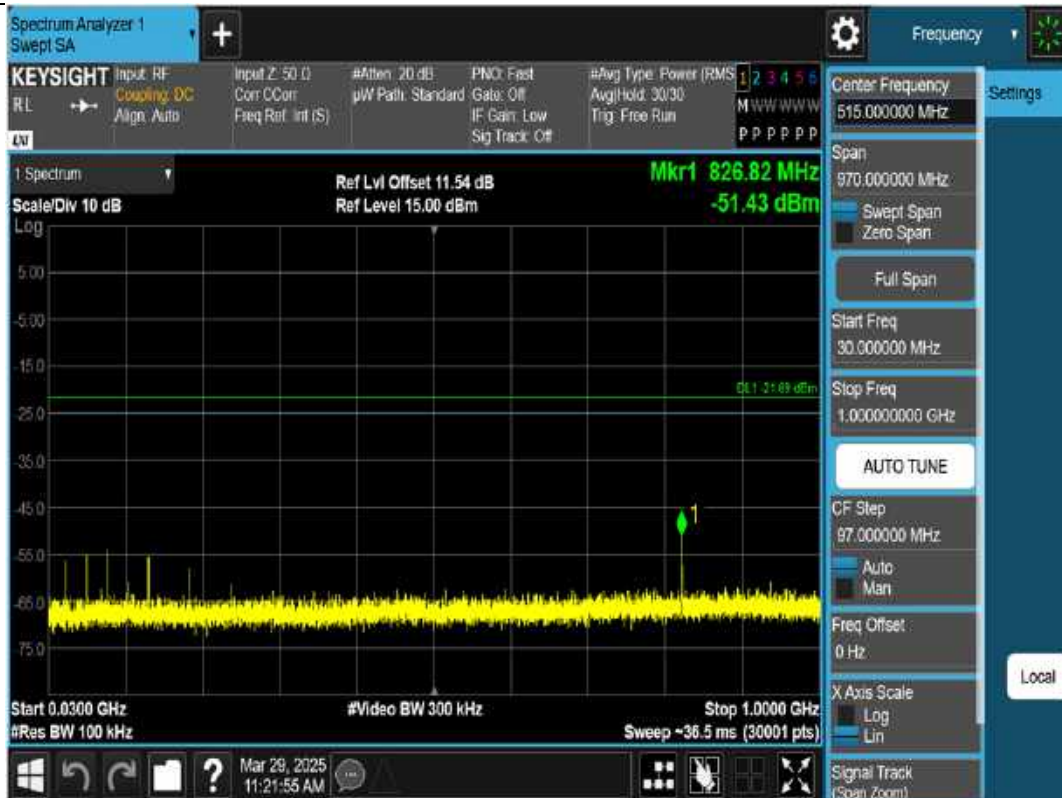 Spectrum Analyzer 1
Swept SA
+
Frequency
KEYSIGHT
RL
Input: RF
Coupling: DC
Align: Auto
Input Z: 50 Ω
Corr CCorr
Freq Ref: Int (S)
#Atten: 20 dB
µW Path: Standard
PNO: Fast
Gate: Off
IF Gain: Low
Sig Track: Off
#Avg Type: Power (RMS
Avg|Hold: 30/30
Trig: Free Run
1 2 3 4 5 6
M W W W W W
P P P P P P
1 Spectrum
Scale/Div 10 dB
Ref Lvl Offset 11.54 dB
Ref Level 15.00 dBm
Mkr1 826.82 MHz
-51.43 dBm
Log
5.00
-5.00
-15.0
-25.0
-35.0
-45.0
-55.0
-65.0
-75.0
DL1 -21.69 dBm
1
Start 0.0300 GHz
#Video BW 300 kHz
Stop 1.0000 GHz
#Res BW 100 kHz
Sweep ~36.5 ms (30001 pts)
?
Mar 29, 2025
11:21:55 AM
Center Frequency
515.000000 MHz
Settings
Span
970.000000 MHz
Swept Span
Zero Span
Full Span
Start Freq
30.000000 MHz
Stop Freq
1.000000000 GHz
AUTO TUNE
CF Step
97.000000 MHz
Auto
Man
Freq Offset
0 Hz
Local
X Axis Scale
Log
Lin
Signal Track
(Span Zoom)